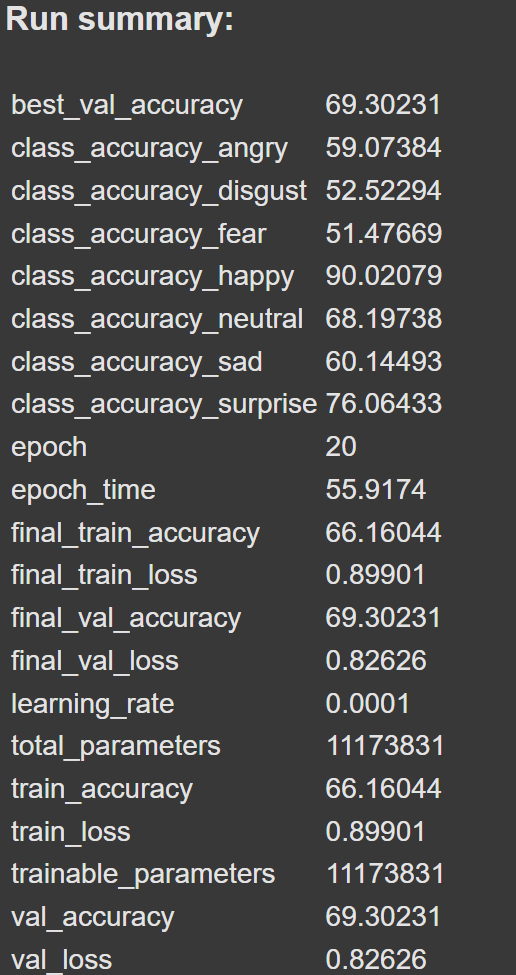 Run summary:
best_val_accuracy 69.30231
class_accuracy_angry 59.07384
class_accuracy_disgust 52.52294
class_accuracy_fear 51.47669
class_accuracy_happy 90.02079
class_accuracy_neutral 68.19738
class_accuracy_sad 60.14493
class_accuracy_surprise 76.06433
epoch 20
epoch_time 55.9174
final_train_accuracy 66.16044
final_train_loss 0.89901
final_val_accuracy 69.30231
final_val_loss 0.82626
learning_rate 0.0001
total_parameters 11173831
train_accuracy 66.16044
train_loss 0.89901
trainable_parameters 11173831
val_accuracy 69.30231
val_loss 0.82626